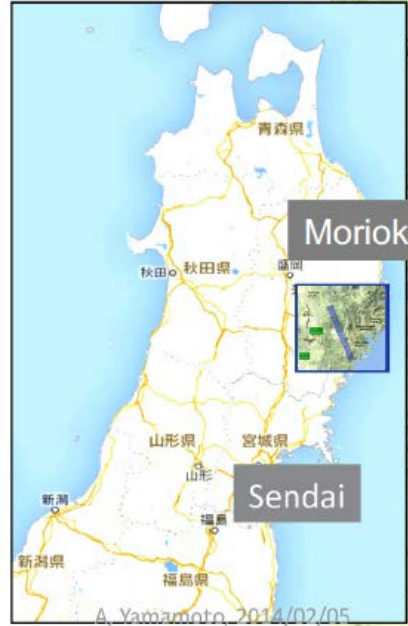 青森県
Moriok
盛岡
秋田
秋田県
山形県
宮城県
山形
Sendai
新潟
福島
新潟県
福島県
A. Yamamoto, 2014/02/05